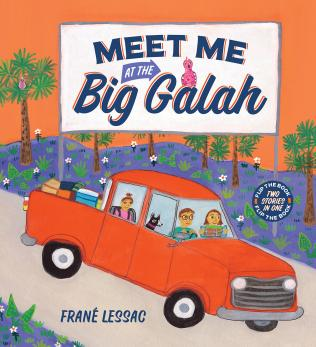 MEET ME
AT THE
Big Galah
FLIP THE BOOK
TWO
STORIES
IN ONE
FLIP THE BOOK
FRANÉ LESSAC